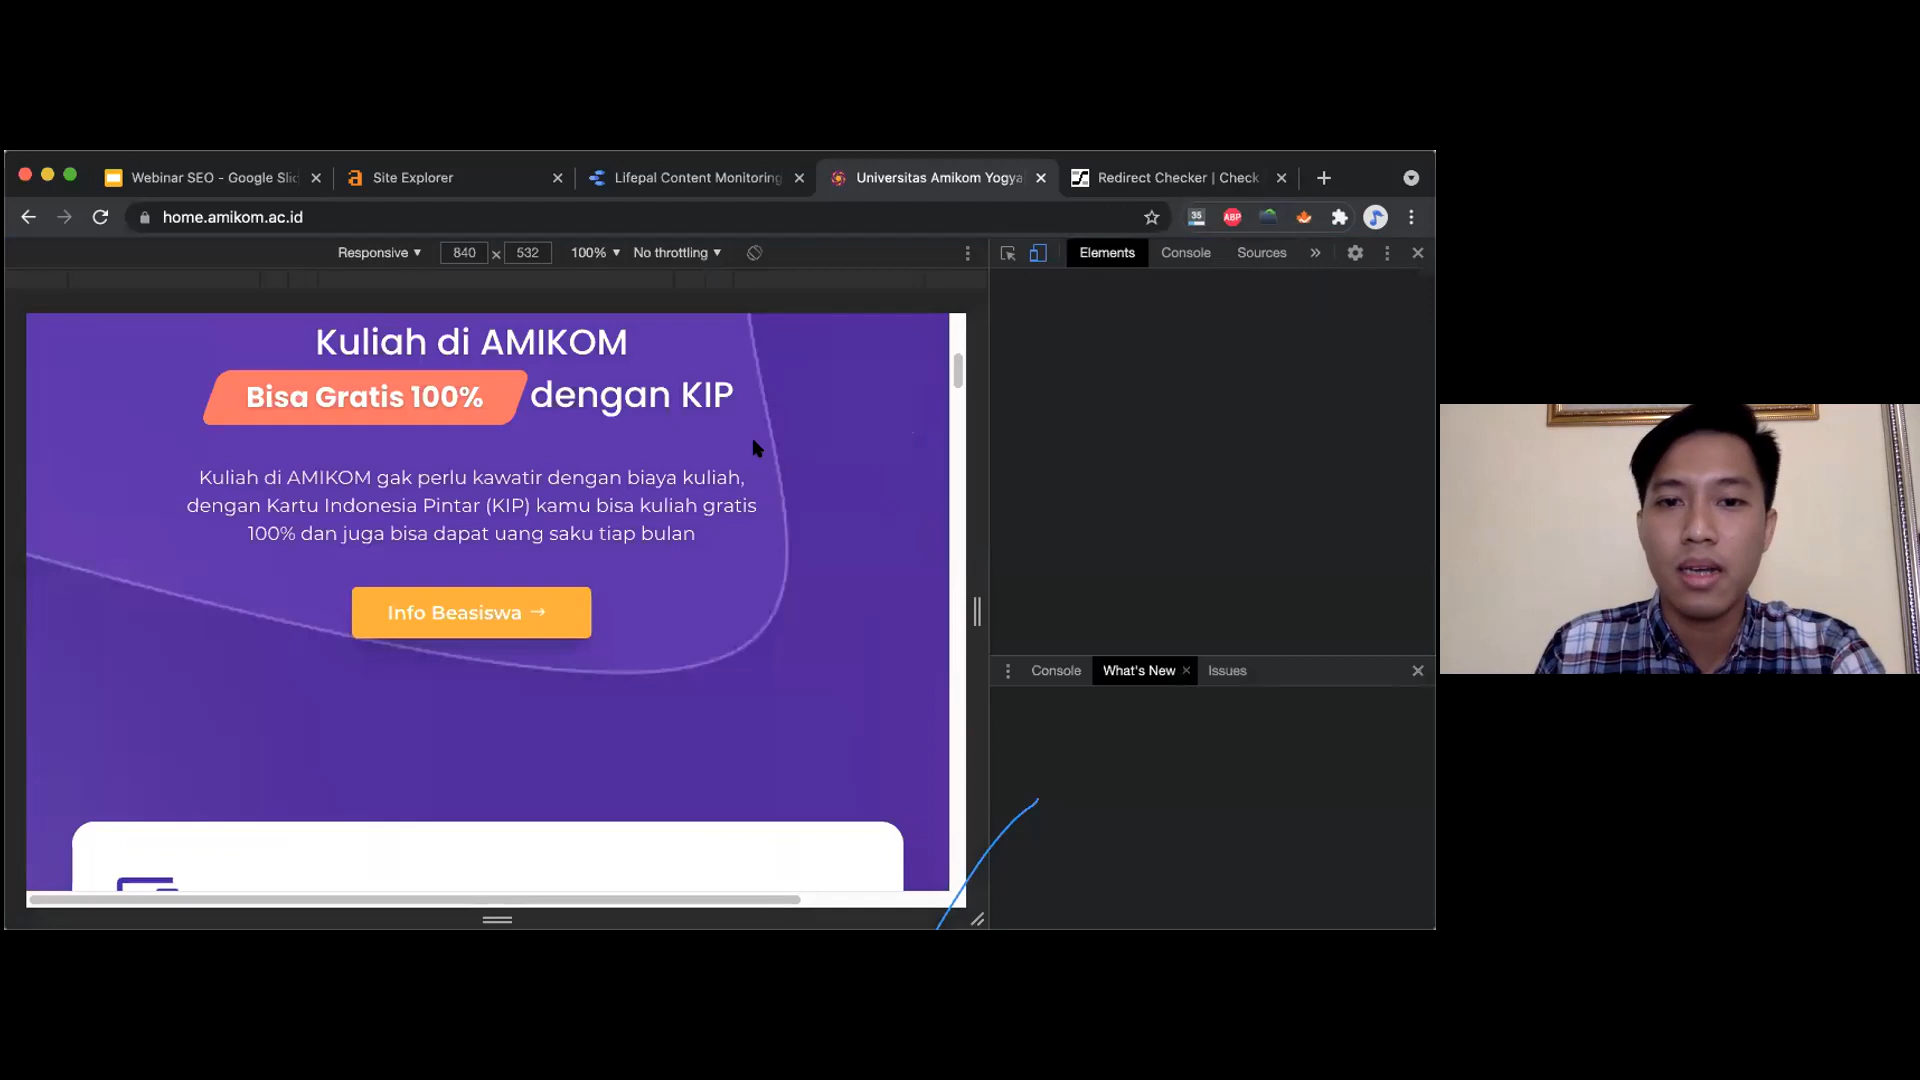 Webinar SEO - Google Slid
Site Explorer
Lifepal Content Monitoring
Universitas Amikom Yogya
Redirect Checker | Check
home.amikom.ac.id
35
ABP
Responsive
840 × 532
100%
No throttling
Elements
Console
Sources
Kuliah di AMIKOM
Bisa Gratis 100% dengan KIP
Kuliah di AMIKOM gak perlu kawatir dengan biaya kuliah,
dengan Kartu Indonesia Pintar (KIP) kamu bisa kuliah gratis
100% dan juga bisa dapat uang saku tiap bulan
Info Beasiswa →
Console
What's New
Issues